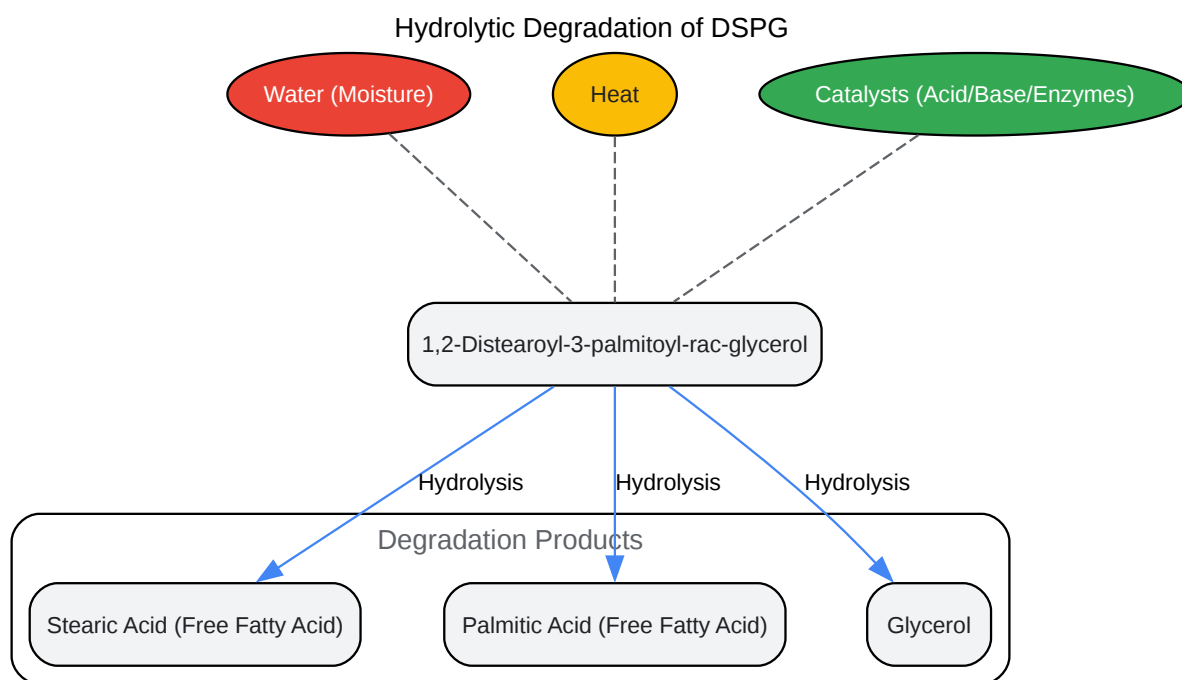 Hydrolytic Degradation of DSPG
Water (Moisture)
Heat
Catalysts (Acid/Base/Enzymes)
1,2-Distearoyl-3-palmitoyl-rac-glycerol
Hydrolysis
Hydrolysis
Hydrolysis
Degradation Products
Stearic Acid (Free Fatty Acid)
Palmitic Acid (Free Fatty Acid)
Glycerol